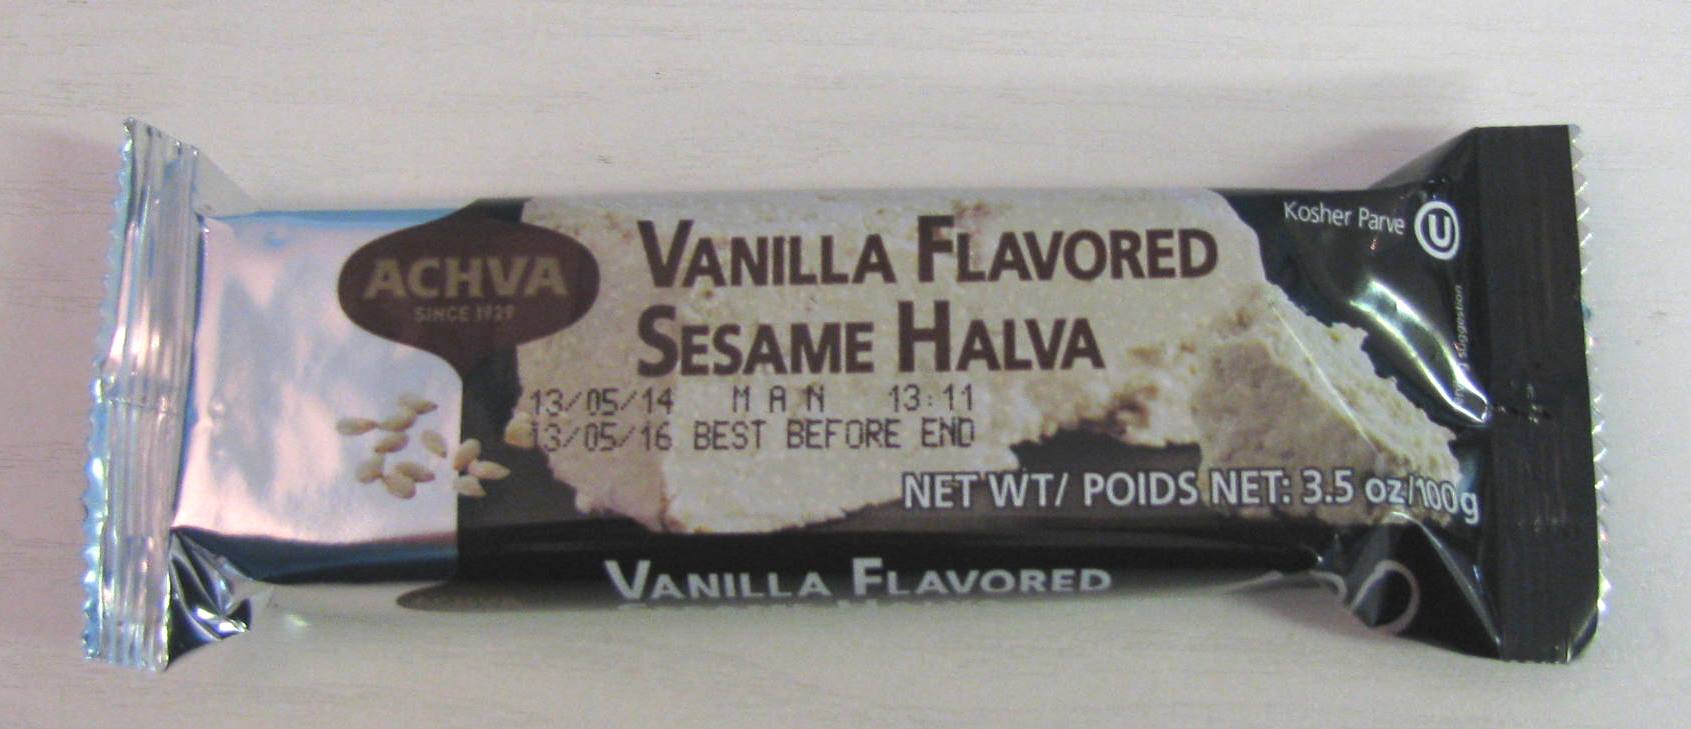 ACHVA
SINCE 1929
VANILLA FLAVORED
SESAME HALVA
13/05/14 MAN 13:11
13/05/16 BEST BEFORE END
NET WT/ POIDS NET: 3.5 oz/100g
Kosher Parve U
suggestion
VANILLA FLAVORED